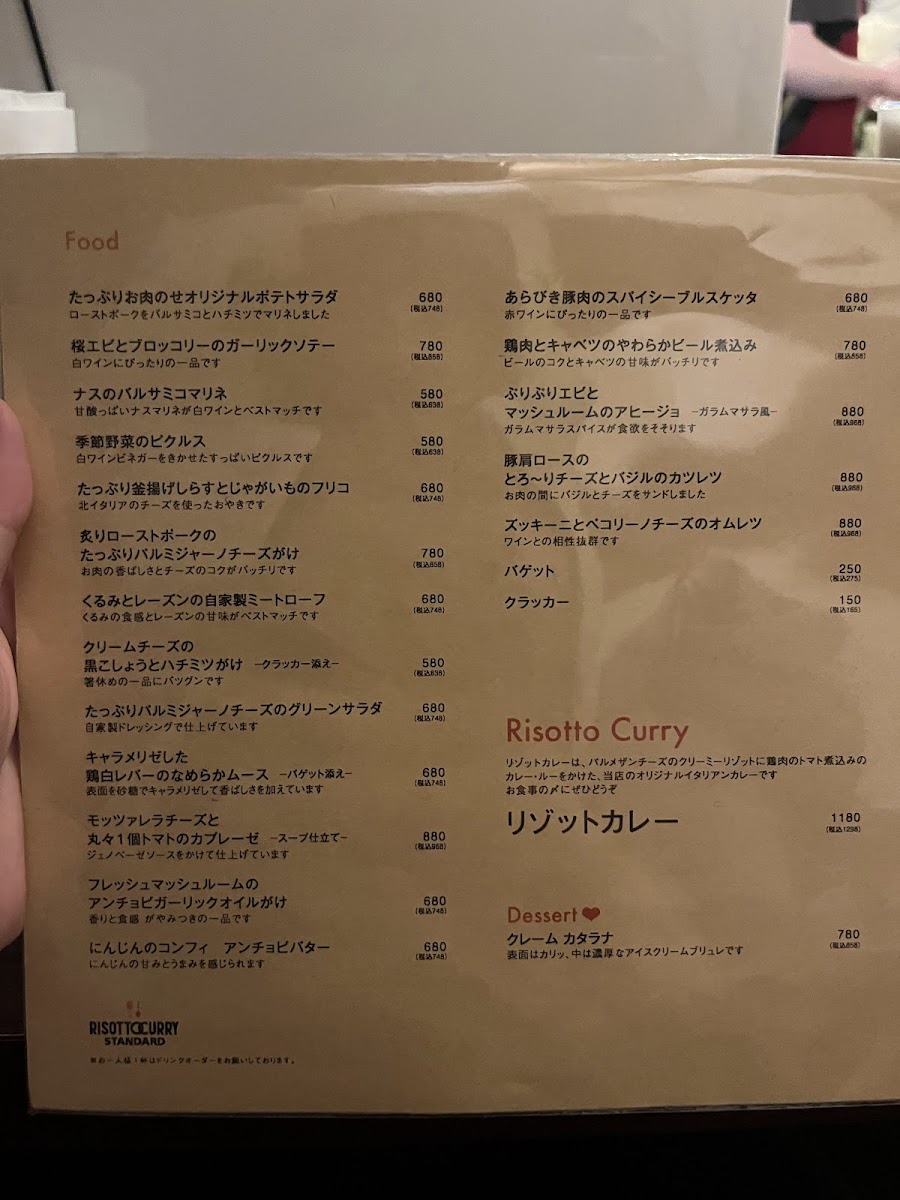 Food
たっぷりお肉のせオリジナルポテトサラダ 680
ローストポークをバルサミコとハチミツでマリネしました (税込748)
桜エビとブロッコリーのガーリックソテー 780
白ワインにぴったりの一品です (税込858)
ナスのバルサミコマリネ 580
甘酸っぱいナスマリネが白ワインとベストマッチです (税込638)
季節野菜のピクルス 580
白ワインビネガーをきかせたすっぱいピクルスです (税込638)
たっぷり釜揚げしらすとじゃがいものフリコ 680
北イタリアのチーズを使ったおやきです (税込748)
炙りローストポークの
たっぷりパルミジャーノチーズがけ 780
お肉の香ばしさとチーズのコクがバッチリです (税込858)
くるみとレーズンの自家製ミートローフ 680
くるみの食感とレーズンの甘味がベストマッチです (税込748)
クリームチーズの
黒こしょうとハチミツがけ −クラッカー添え− 580
箸休めの一品にバツグンです (税込638)
たっぷりパルミジャーノチーズのグリーンサラダ 680
自家製ドレッシングで仕上げています (税込748)
キャラメリゼした
鶏白レバーのなめらかムース −バゲット添え− 680
表面を砂糖でキャラメリゼして香ばしさを加えています (税込748)
モッツァレラチーズと
丸々1個トマトのカプレーゼ −スープ仕立て− 880
ジェノベーゼソースをかけて仕上げています (税込968)
フレッシュマッシュルームの
アンチョビガーリックオイルがけ 680
香りと食感 がやみつきの一品です (税込748)
にんじんのコンフィ アンチョビバター 680
にんじんの甘みとうまみを感じられます (税込748)
RISOTTOCURRY
STANDARD
※お一人様1杯はドリンクオーダーをお願いしております。
あらびき豚肉のスパイシーブルスケッタ 680
赤ワインにぴったりの一品です (税込748)
鶏肉とキャベツのやわらかビール煮込み 780
ビールのコクとキャベツの甘味がバッチリです (税込858)
ぷりぷりエビと
マッシュルームのアヒージョ −ガラムマサラ風− 880
ガラムマサラスパイスが食欲をそそります (税込968)
豚肩ロースの
とろ〜りチーズとバジルのカツレツ 880
お肉の間にバジルとチーズをサンドしました (税込968)
ズッキーニとペコリーノチーズのオムレツ 880
ワインとの相性抜群です (税込968)
バゲット 250
(税込275)
クラッカー 150
(税込165)
Risotto Curry
リゾットカレーは、パルメザンチーズのクリーミーリゾットに鶏肉のトマト煮込みの
カレー・ルーをかけた、当店のオリジナルイタリアンカレーです
お食事の〆にぜひどうぞ
リゾットカレー 1180
(税込1298)
Dessert
クレーム カタラナ 780
表面はカリッ、中は濃厚なアイスクリームブリュレです (税込858)